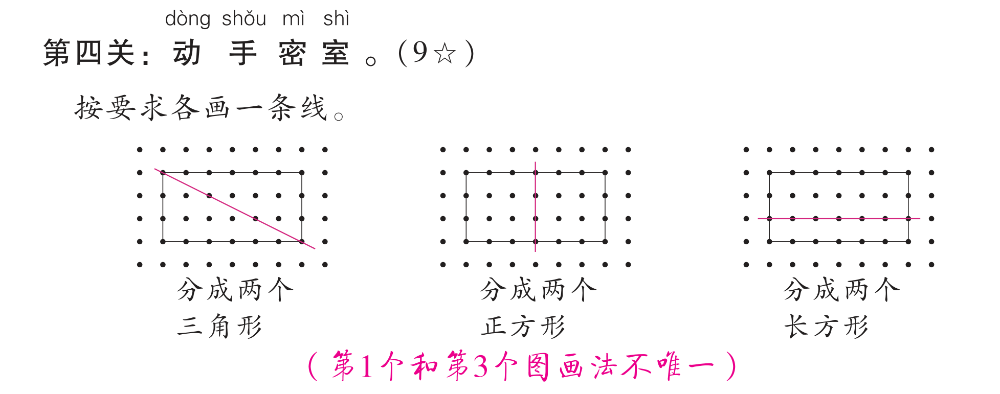 dòng shǒu mì shì
第四关：动手密室。（9☆）
按要求各画一条线。
分成两个 分成两个 分成两个
三角形 正方形 长方形
（第1个和第3个图画法不唯一）